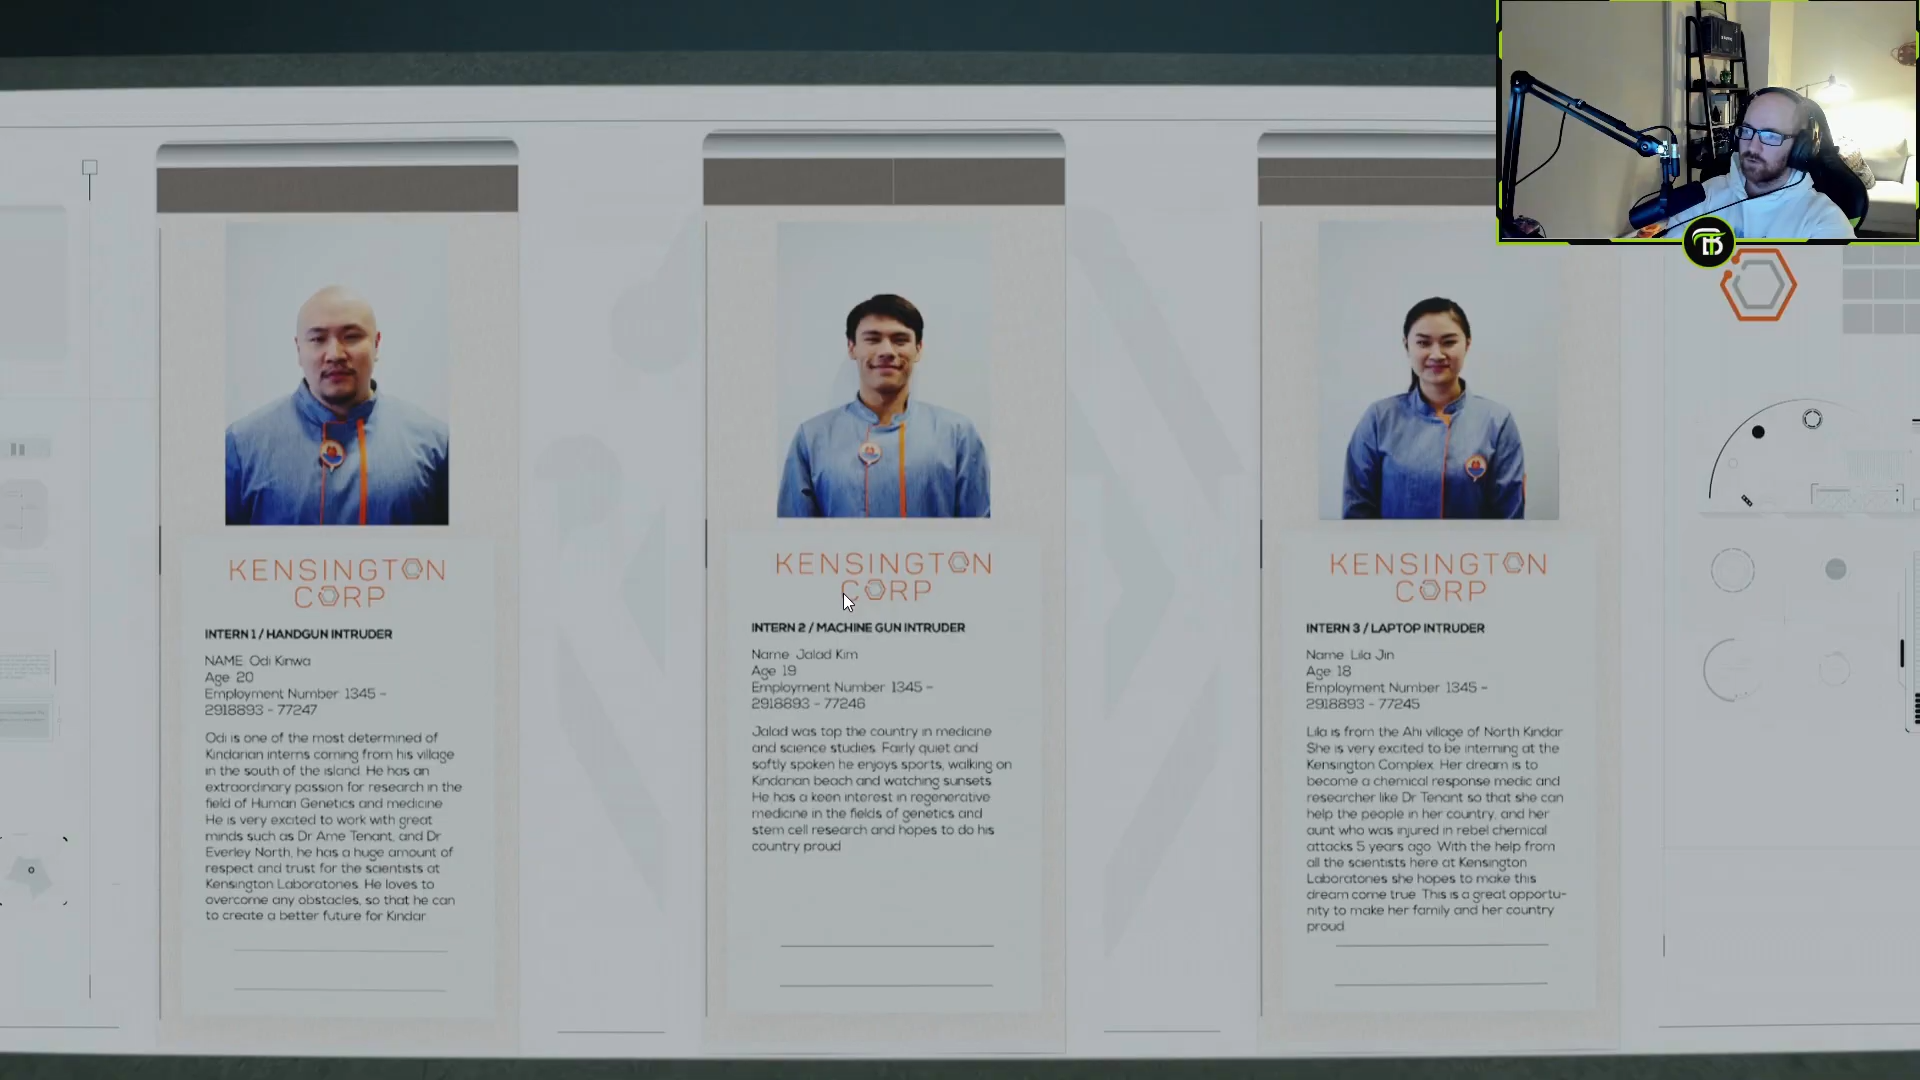 KENSINGTON
CORP
INTERN 1 / HANDGUN INTRUDER
NAME Odi Kinwa
Age 20
Employment Number 1345 –
2918893 – 77247
Odi is one of the most determined of
Kindarian interns coming from his village
in the south of the island. He has an
extraordinary passion for research in the
field of Human Genetics and medicine
He is very excited to work with great
minds such as Dr Ame Tenant, and Dr
Everley North, he has a huge amount of
respect and trust for the scientists at
Kensington Laboratories. He loves to
overcome any obstacles, so that he can
to create a better future for Kindar
KENSINGTON
CORP
INTERN 2 / MACHINE GUN INTRUDER
Name Jalad Kim
Age 19
Employment Number 1345 –
2918893 – 77246
Jalad was top the country in medicine
and science studies. Fairly quiet and
softly spoken he enjoys sports, walking on
Kindarian beach and watching sunsets
He has a keen interest in regenerative
medicine in the fields of genetics and
stem cell research and hopes to do his
country proud
KENSINGTON
CORP
INTERN 3 / LAPTOP INTRUDER
Name Lila Jin
Age 18
Employment Number 1345 –
2918893 – 77245
Lila is from the Ahi village of North Kindar
She is very excited to be interning at the
Kensington Complex. Her dream is to
become a chemical response medic and
researcher like Dr Tenant so that she can
help the people in her country, and her
aunt who was injured in rebel chemical
attacks 5 years ago. With the help from
all the scientists here at Kensington
Laboratories she hopes to make this
dream come true. This is a great opportu-
nity to make her family and her country
proud